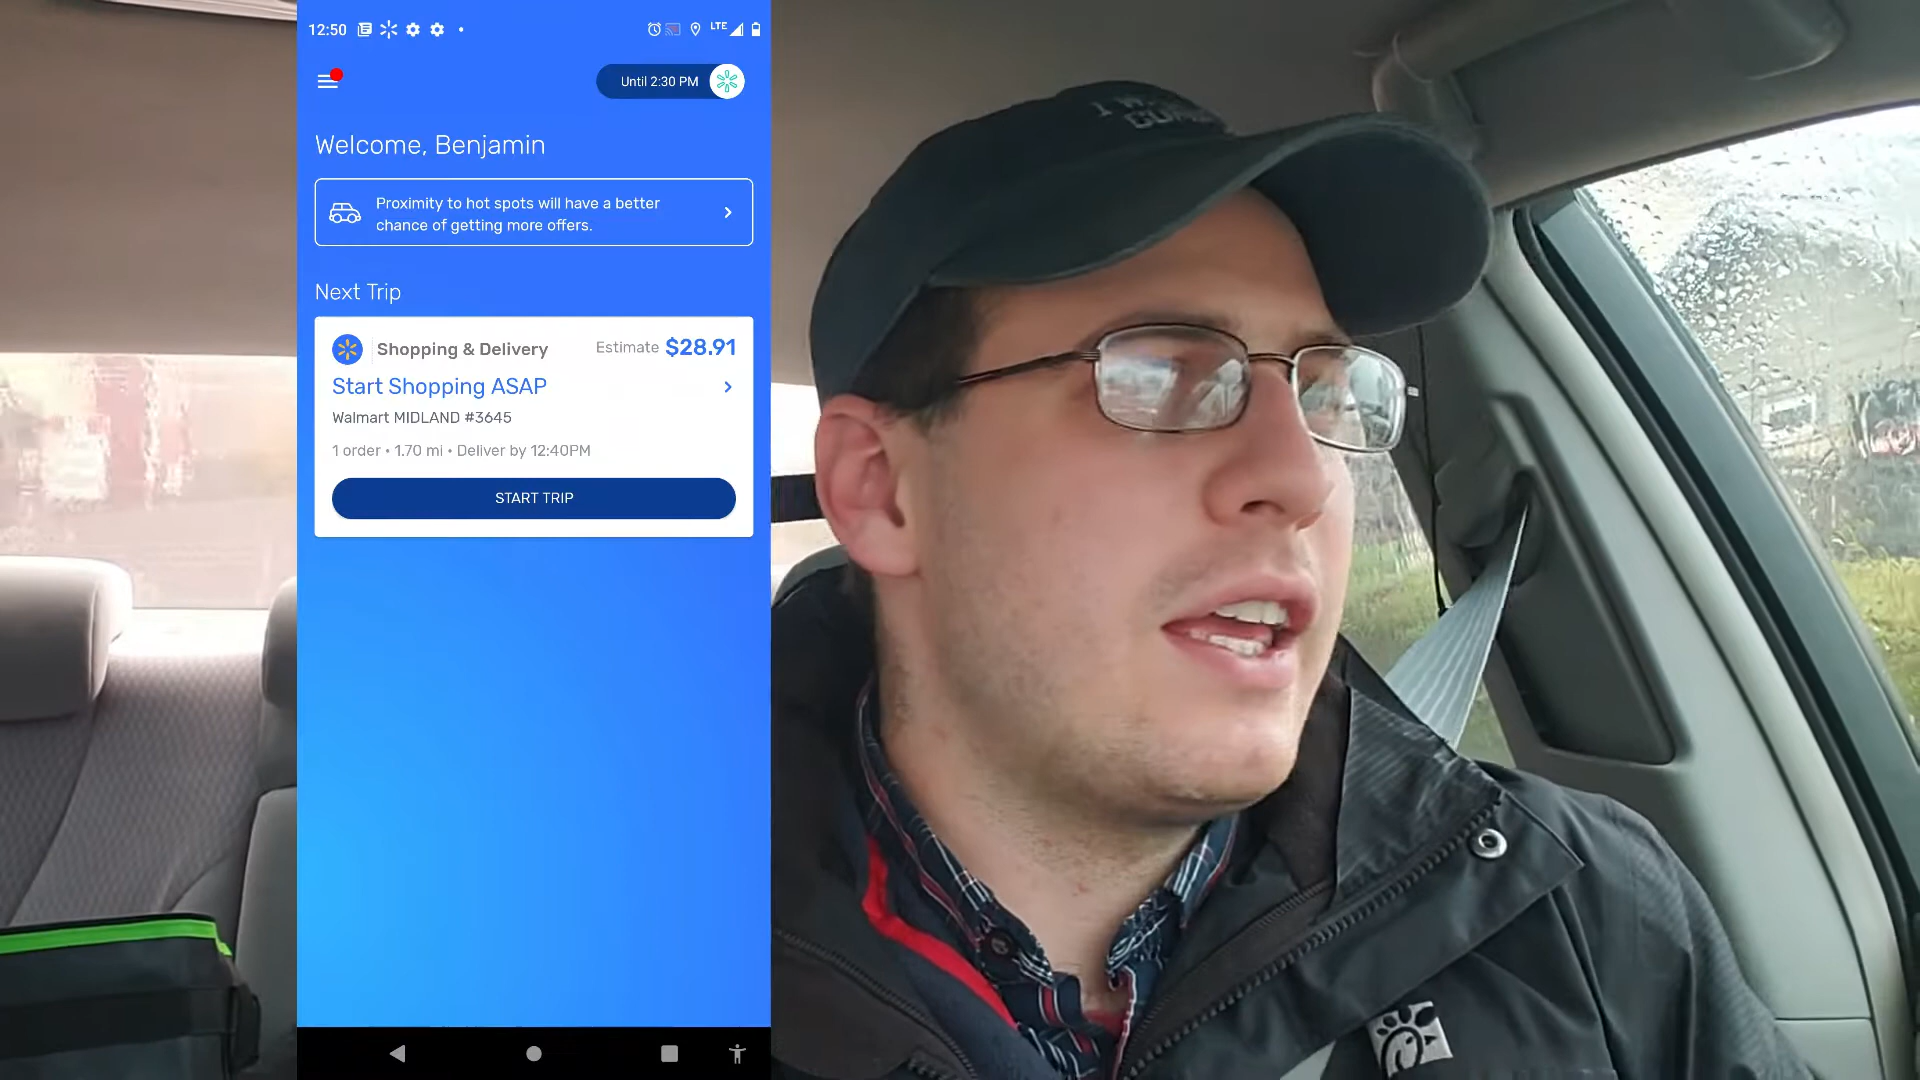 12:50
LTE
Until 2:30 PM
Welcome, Benjamin
Proximity to hot spots will have a better
chance of getting more offers.
Next Trip
Shopping & Delivery
Estimate $28.91
Start Shopping ASAP
Walmart MIDLAND #3645
1 order • 1.70 mi • Deliver by 12:40PM
START TRIP